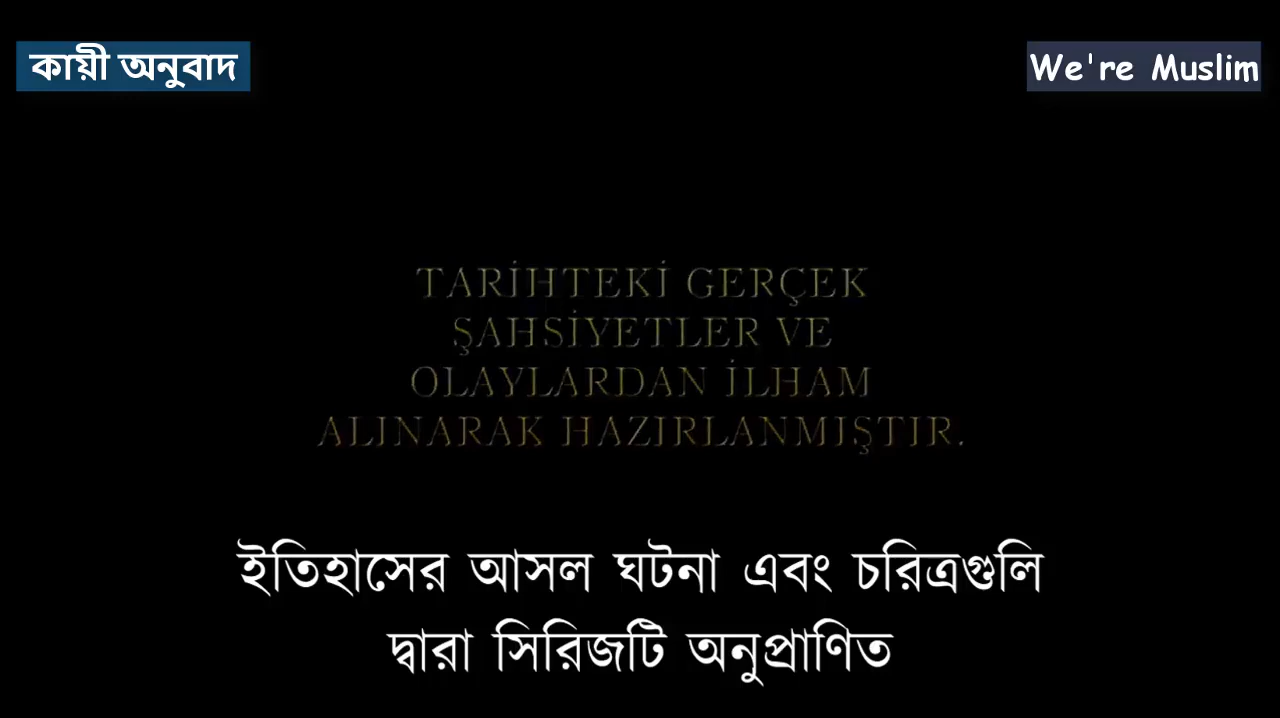 কায়ী অনুবাদ
We're Muslim
TARİHTEKİ GERÇEK
ŞAHSİYETLER VE
OLAYLARDAN İLHAM
ALINARAK HAZIRLANMIŞTIR.
ইতিহাসের আসল ঘটনা এবং চরিত্রগুলি
দ্বারা সিরিজটি অনুপ্রাণিত